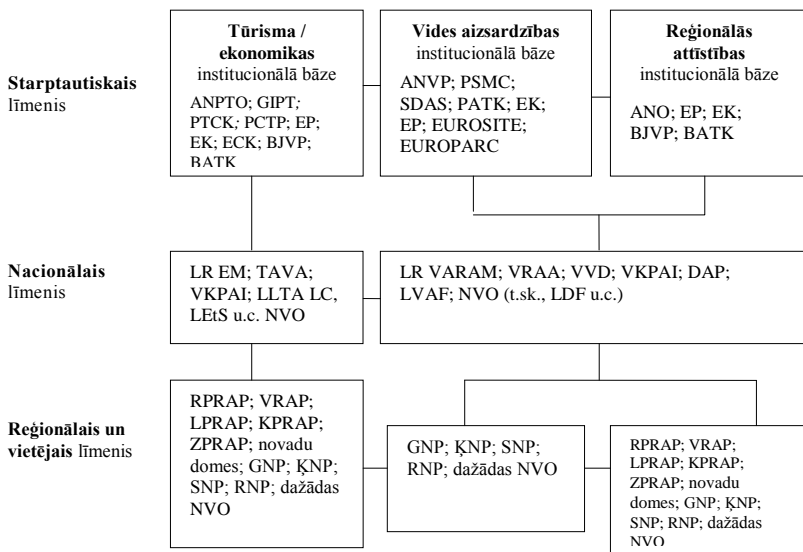 Tūrisma /
ekonomikas
institucionālā bāze
ANPTO; GIPT;
PTCK; PCTP; EP;
EK; ECK; BJVP;
BATK
Vides aizsardzības
institucionālā bāze
ANVP; PSMC;
SDAS; PATK; EK;
EP; EUROSITE;
EUROPARC
Reģionālās
attīstības
institucionālā bāze
ANO; EP; EK;
BJVP; BATK
Starptautiskais
līmenis
Nacionālais
līmenis
LR EM; TAVA;
VKPAI; LLTA LC,
LEtS u.c. NVO
LR VARAM; VRAA; VVD; VKPAI; DAP;
LVAF; NVO (t.sk., LDF u.c.)
Reģionālais un
vietējais līmenis
RPRAP; VRAP;
LPRAP; KPRAP;
ZPRAP; novadu
domes; GNP; ĶNP;
SNP; RNP; dažādas
NVO
GNP; ĶNP; SNP;
RNP; dažādas NVO
RPRAP; VRAP;
LPRAP; KPRAP;
ZPRAP; novadu
domes; GNP; ĶNP;
SNP; RNP; dažādas
NVO